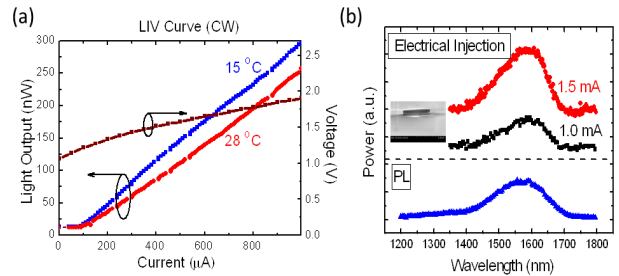 (a)
LIV Curve (CW)
300
250
200
150
100
50
0
Light Output (nW)
15 °C
28 °C
2.5
2.0
1.5
1.0
0.5
0.0
Voltage (V)
0 200 400 600 800
Current (μA)
(b)
Electrical Injection
1.5 mA
1.0 mA
PL
Power (a.u.)
1200 1300 1400 1500 1600 1700 1800
Wavelength (nm)